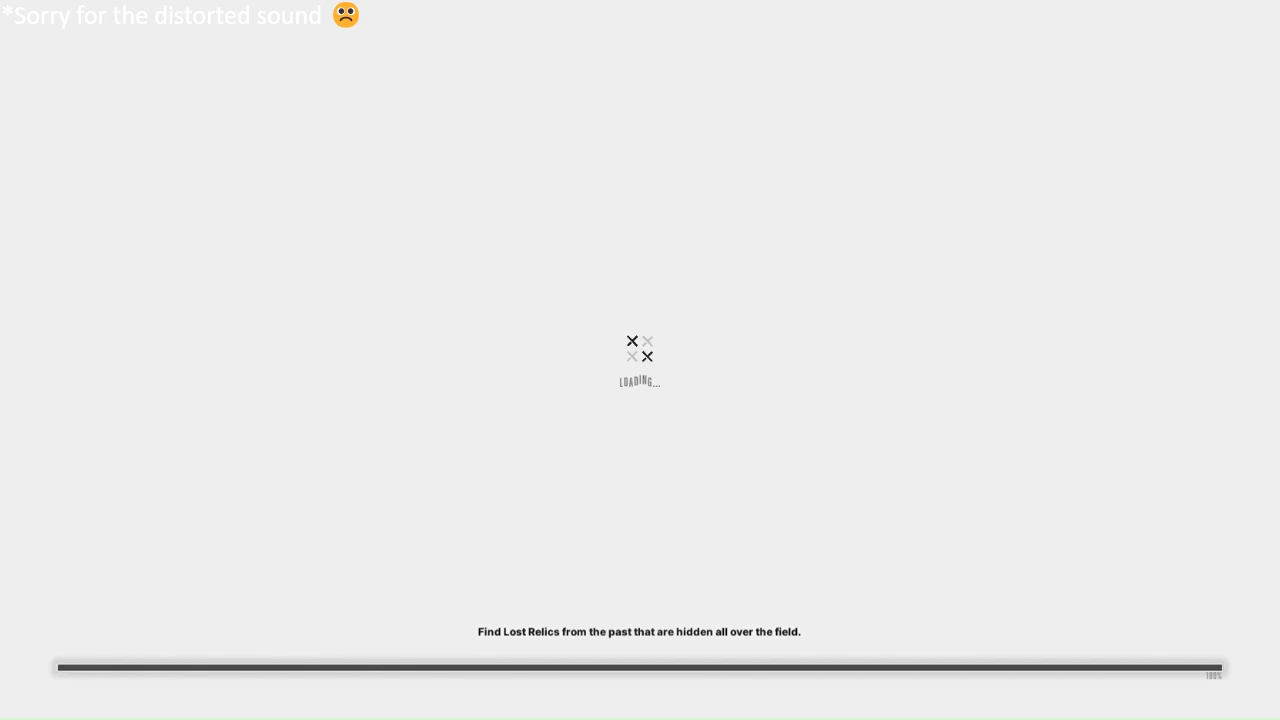 *Sorry for the distorted sound 🙁
LOADING...
Find Lost Relics from the past that are hidden all over the field.
100%